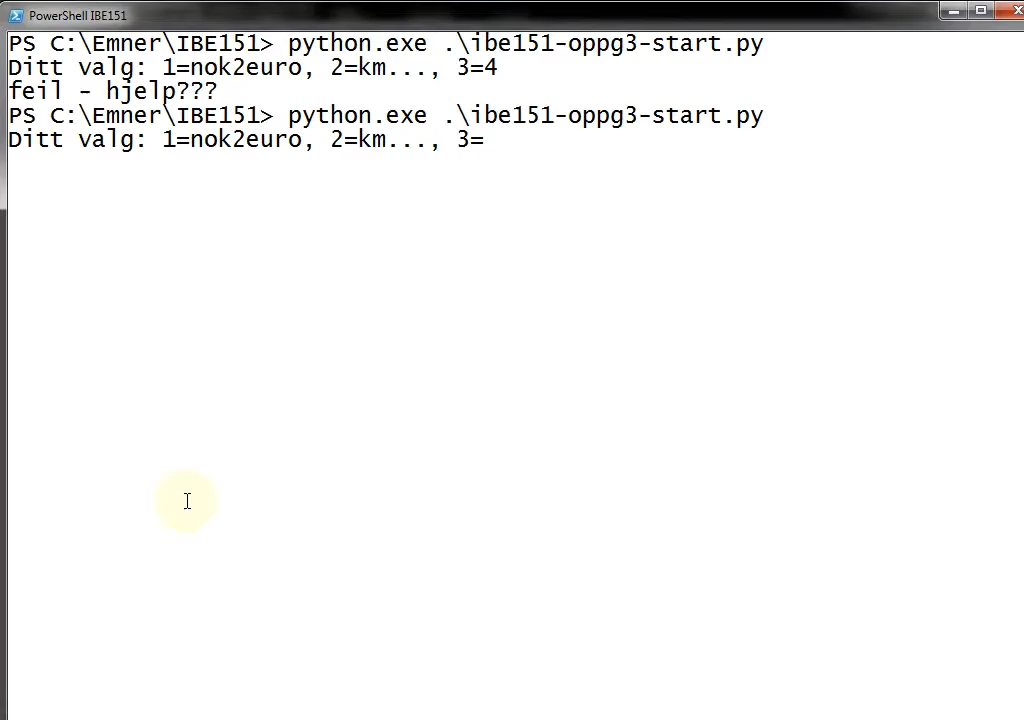 PowerShell IBE151
PS C:\Emner\IBE151> python.exe .\ibe151-oppg3-start.py
Ditt valg: 1=nok2euro, 2=km..., 3=4
feil - hjelp???
PS C:\Emner\IBE151> python.exe .\ibe151-oppg3-start.py
Ditt valg: 1=nok2euro, 2=km..., 3=